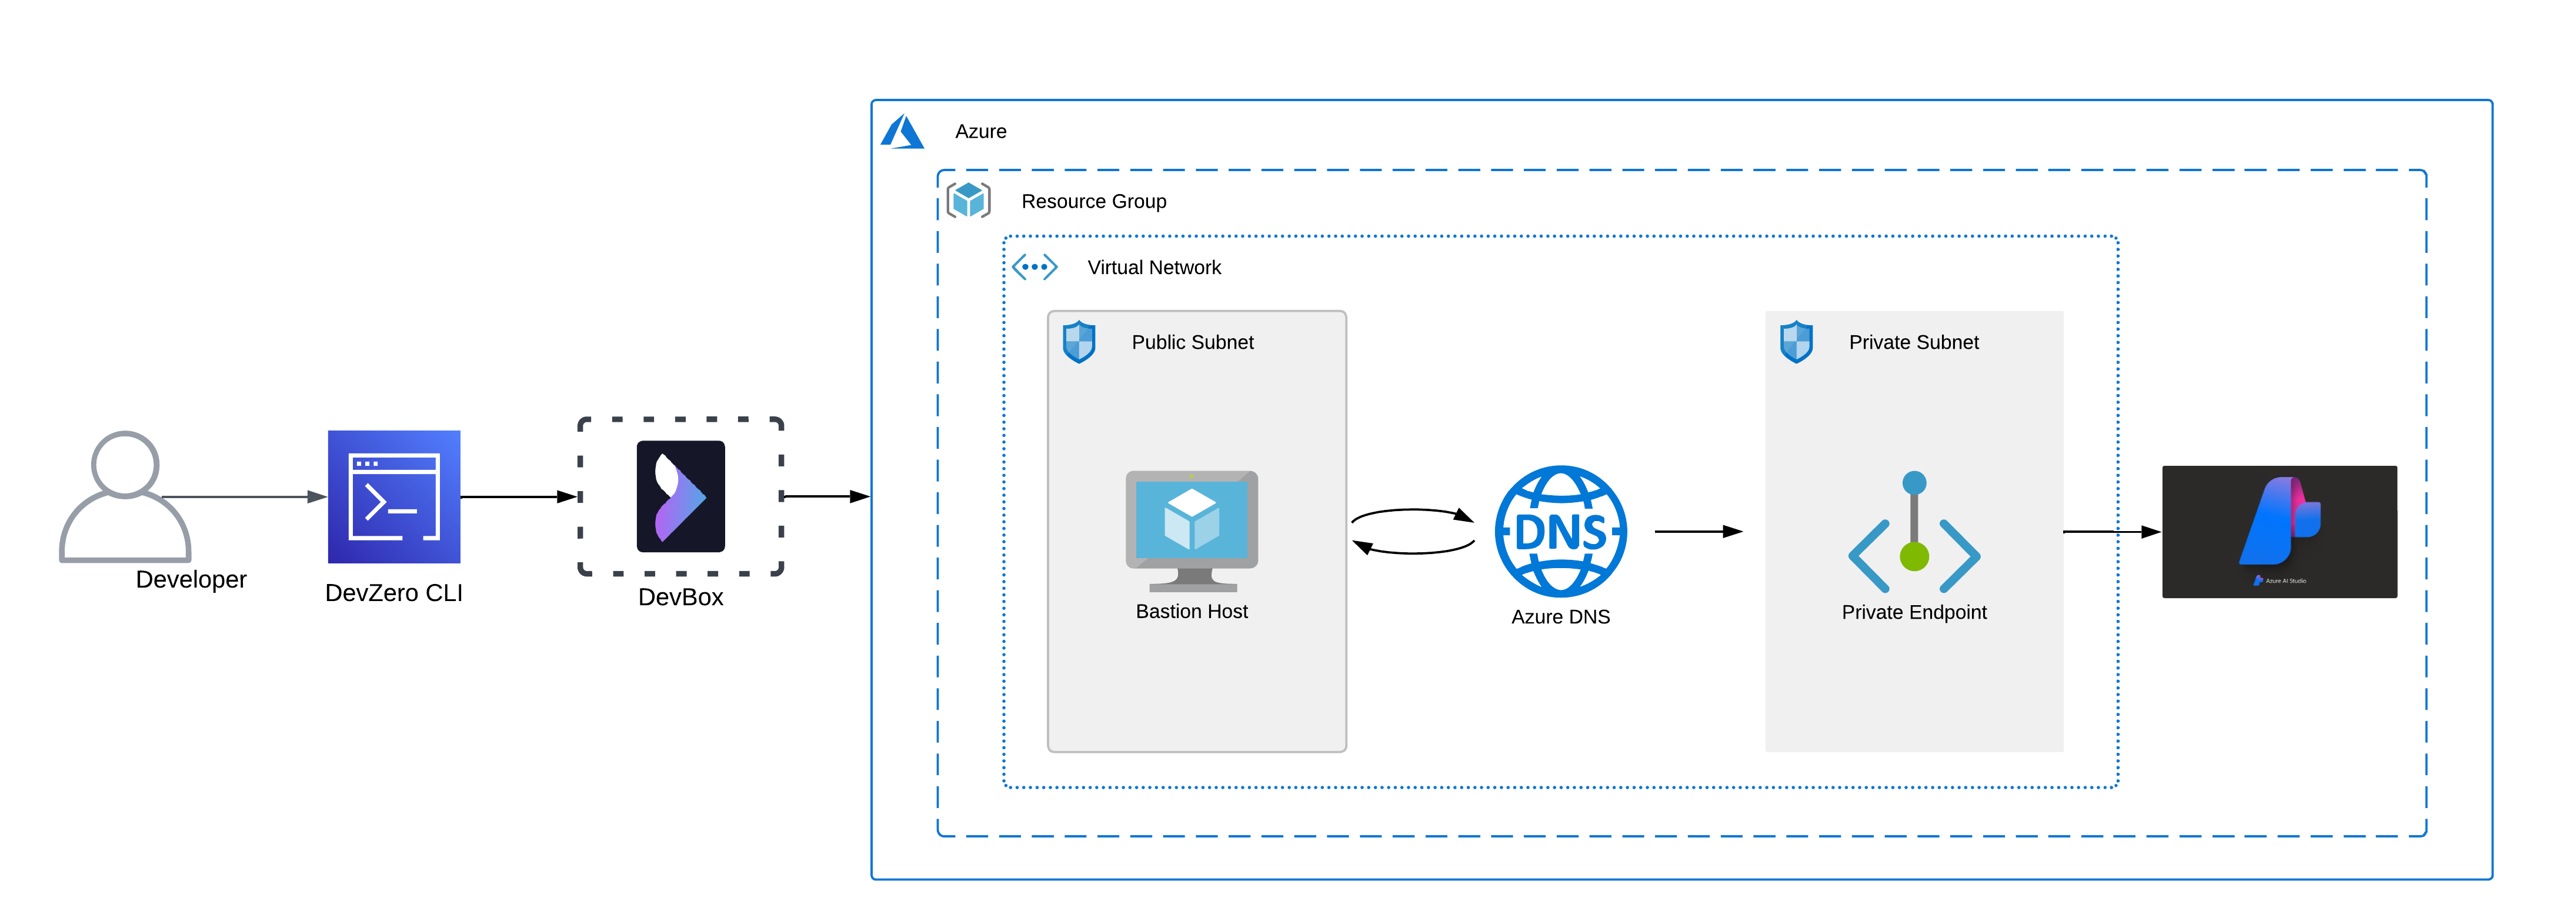 Azure
Resource Group
Virtual Network
Public Subnet
Private Subnet
Developer
DevZero CLI
DevBox
Bastion Host
DNS
Azure DNS
Private Endpoint
Azure AI Studio